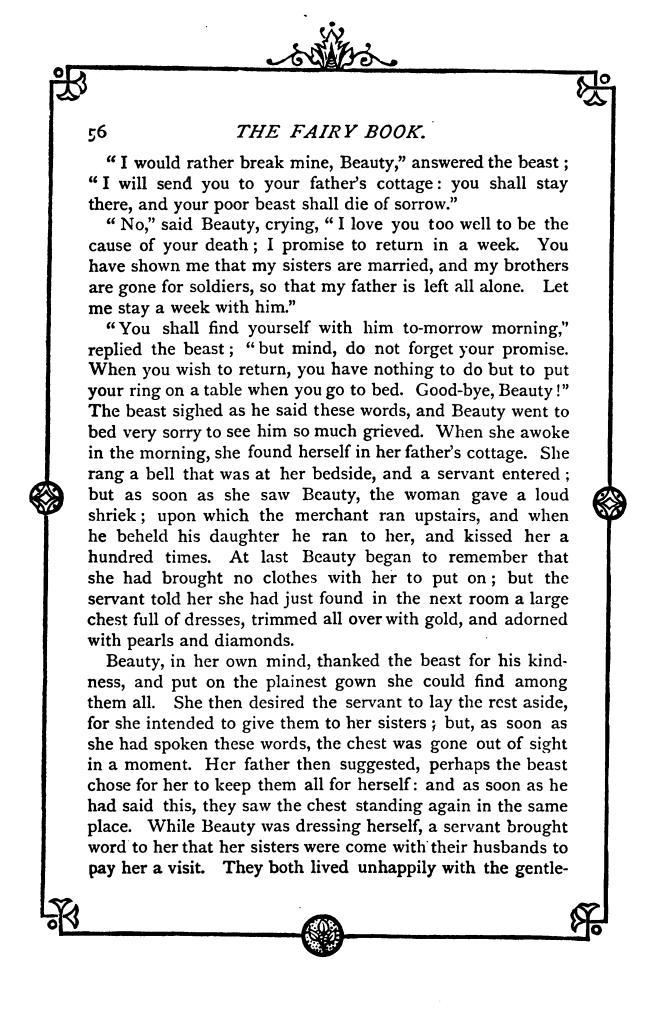 56 THE FAIRY BOOK.
“I would rather break mine, Beauty,” answered the beast;
“I will send you to your father’s cottage: you shall stay
there, and your poor beast shall die of sorrow.”
“No,” said Beauty, crying, “I love you too well to be the
cause of your death; I promise to return in a week. You
have shown me that my sisters are married, and my brothers
are gone for soldiers, so that my father is left all alone. Let
me stay a week with him.”
“You shall find yourself with him to-morrow morning,”
replied the beast; “but mind, do not forget your promise.
When you wish to return, you have nothing to do but to put
your ring on a table when you go to bed. Good-bye, Beauty!”
The beast sighed as he said these words, and Beauty went to
bed very sorry to see him so much grieved. When she awoke
in the morning, she found herself in her father’s cottage. She
rang a bell that was at her bedside, and a servant entered;
but as soon as she saw Beauty, the woman gave a loud
shriek; upon which the merchant ran upstairs, and when
he beheld his daughter he ran to her, and kissed her a
hundred times. At last Beauty began to remember that
she had brought no clothes with her to put on; but the
servant told her she had just found in the next room a large
chest full of dresses, trimmed all over with gold, and adorned
with pearls and diamonds.
Beauty, in her own mind, thanked the beast for his kind-
ness, and put on the plainest gown she could find among
them all. She then desired the servant to lay the rest aside,
for she intended to give them to her sisters; but, as soon as
she had spoken these words, the chest was gone out of sight
in a moment. Her father then suggested, perhaps the beast
chose for her to keep them all for herself: and as soon as he
had said this, they saw the chest standing again in the same
place. While Beauty was dressing herself, a servant brought
word to her that her sisters were come with their husbands to
pay her a visit. They both lived unhappily with the gentle-